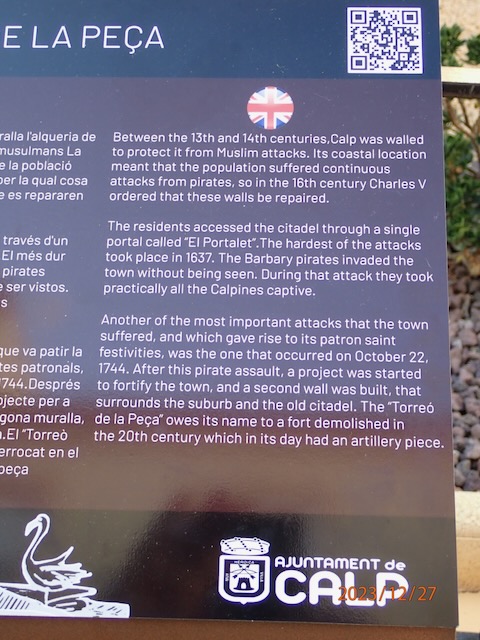 E LA PEÇA
ralla l'alqueria de
musulmans La
e la població
per la qual cosa
e es repararen
través d'un
El més dur
pirates
e ser vistos.
s
que va patir la
tes patronals,
1744.Després
ojecte per a
gona muralla,
a.El "Torreò
errocat en el
peça
Between the 13th and 14th centuries,Calp was walled
to protect it from Muslim attacks. Its coastal location
meant that the population suffered continuous
attacks from pirates, so in the 16th century Charles V
ordered that these walls be repaired.
The residents accessed the citadel through a single
portal called "El Portalet".The hardest of the attacks
took place in 1637. The Barbary pirates invaded the
town without being seen. During that attack they took
practically all the Calpines captive.
Another of the most important attacks that the town
suffered, and which gave rise to its patron saint
festivities, was the one that occurred on October 22,
1744. After this pirate assault, a project was started
to fortify the town, and a second wall was built, that
surrounds the suburb and the old citadel. The "Torreó
de la Peça" owes its name to a fort demolished in
the 20th century which in its day had an artillery piece.
AJUNTAMENT de
CALP
2023/12/27